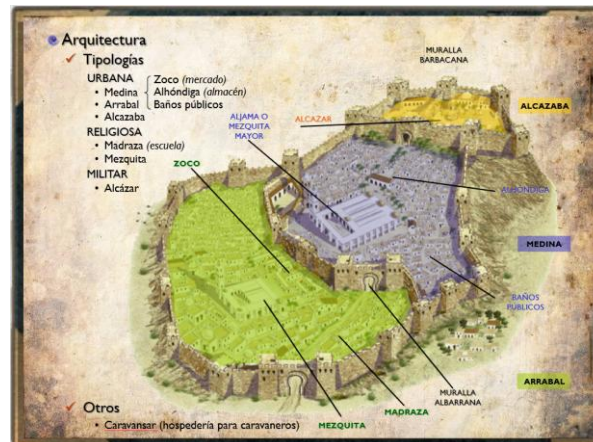 Arquitectura
Tipologías
URBANA
Medina
Arrabal
Alcazaba
Zoco (mercado)
Alhóndiga (almacén)
Baños públicos
RELIGIOSA
Madraza (escuela)
Mezquita
MILITAR
Alcázar
MURALLA
BARBACANA
ALCAZABA
ALCAZAR
ALJAMA O
MEZQUITA
MAYOR
ZOCO
ALHÓNDIGA
MEDINA
BAÑOS
PÚBLICOS
ARRABAL
MURALLA
ALBARRANA
MADRAZA
MEZQUITA
Otros
Caravansar (hospedería para caravaneros)